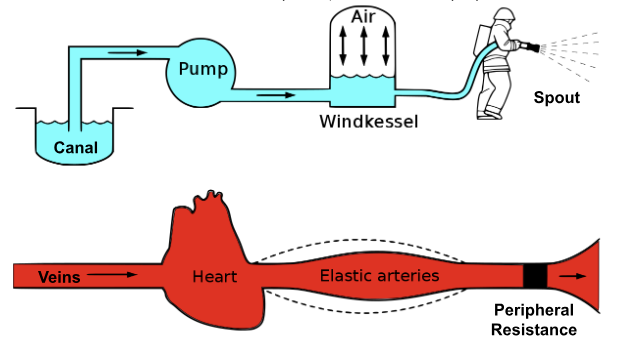 Air
Pump
Windkessel
Spout
Canal
Veins
Heart
Elastic arteries
Peripheral
Resistance